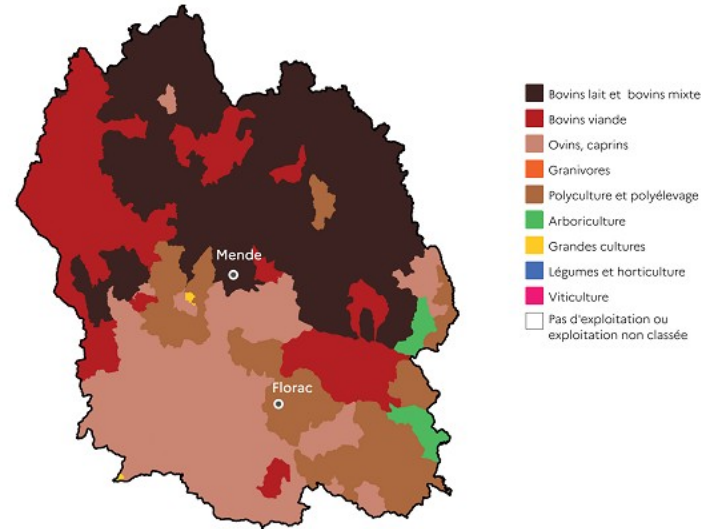 Mende
Florac
Bovins lait et bovins mixte
Bovins viande
Ovins, caprins
Granivores
Polyculture et polyélevage
Arboriculture
Grandes cultures
Légumes et horticulture
Viticulture
Pas d'exploitation ou
exploitation non classée